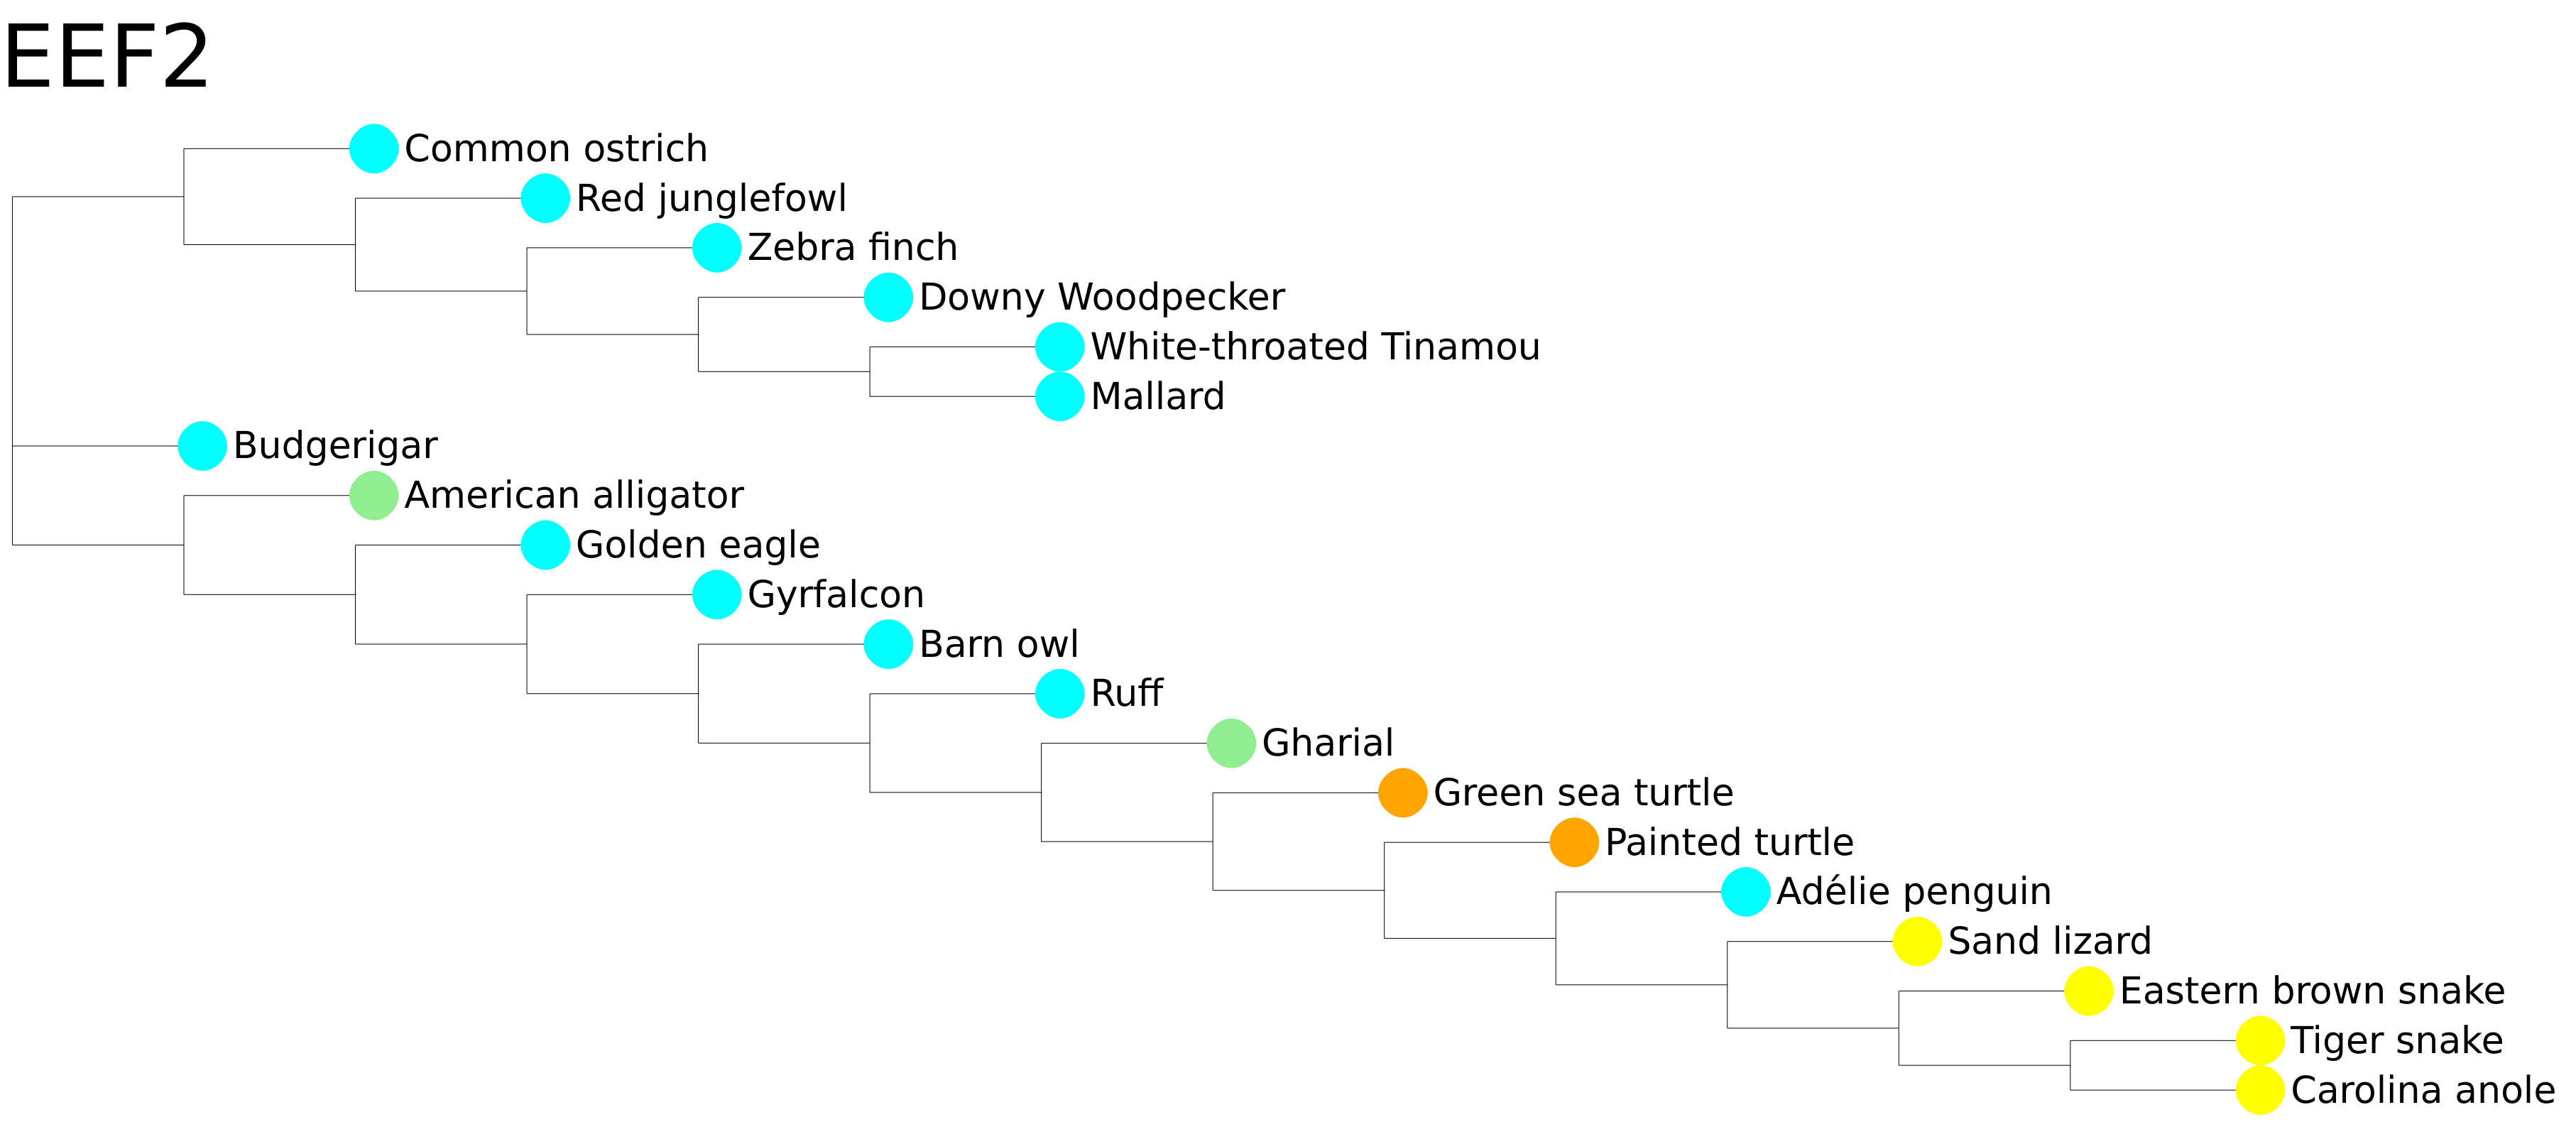 EEF2
Common ostrich
Red junglefowl
Zebra finch
Downy Woodpecker
White-throated Tinamou
Mallard
Budgerigar
American alligator
Golden eagle
Gyrfalcon
Barn owl
Ruff
Gharial
Green sea turtle
Painted turtle
Adélie penguin
Sand lizard
Eastern brown snake
Tiger snake
Carolina anole